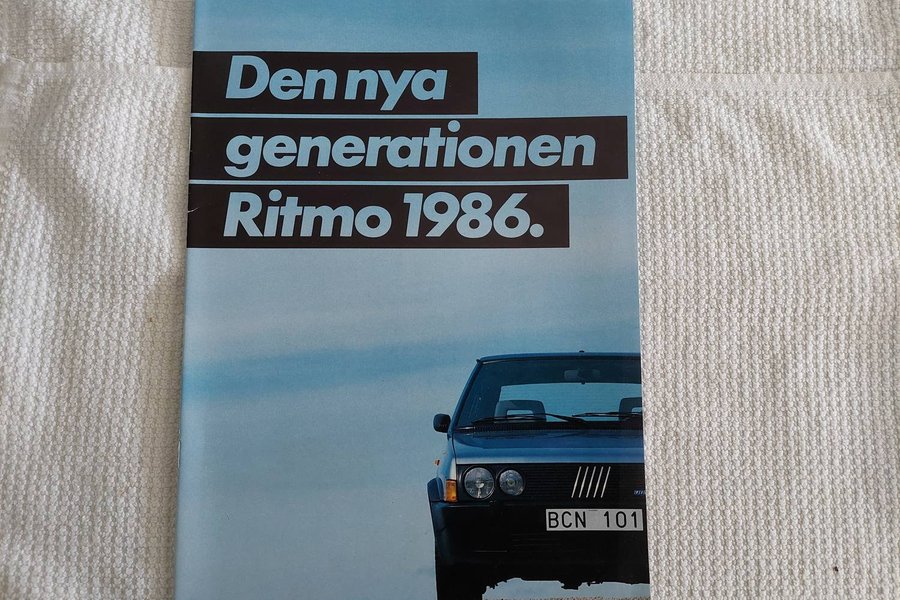 Den nya
generationen
Ritmo 1986.
BCN 101